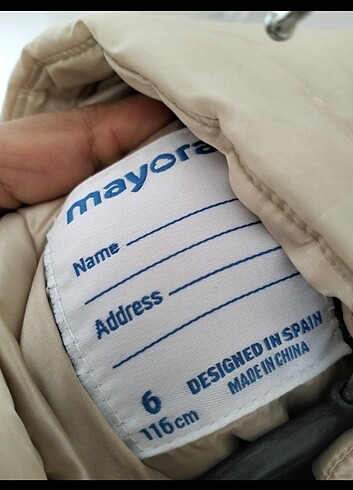 mayora
Name
Address
6
116cm
DESIGNED IN SPAIN
MADE IN CHINA